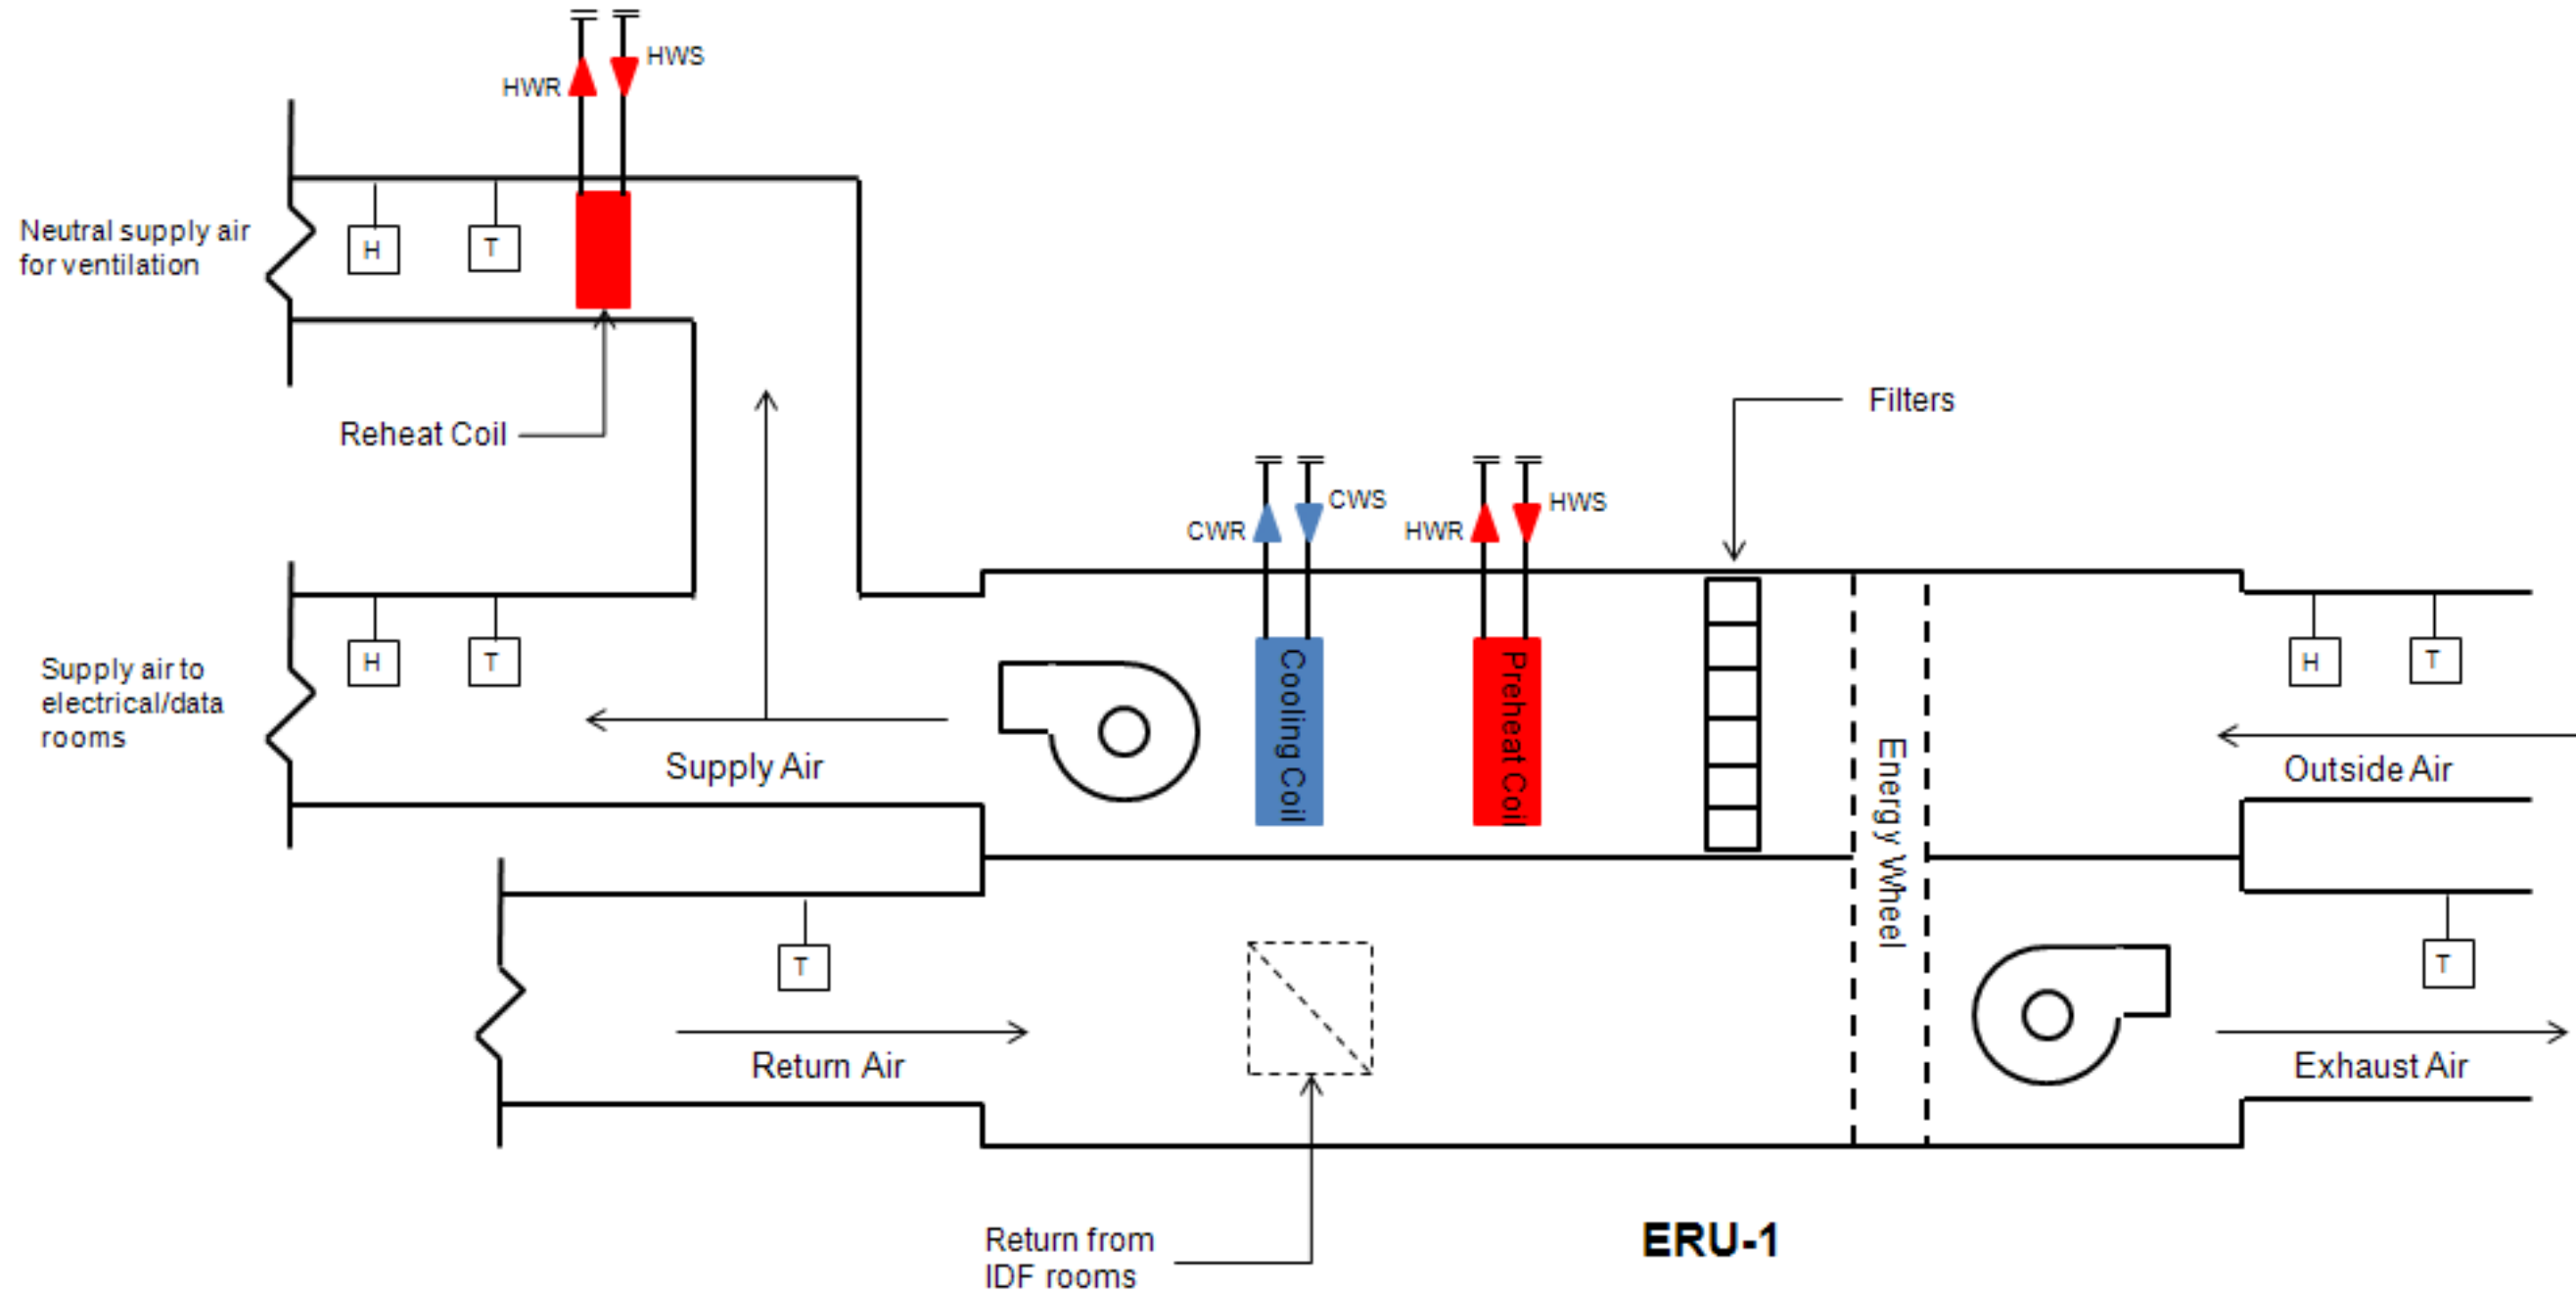 HWS
HWR
Neutral supply air
for ventilation
H
T
Reheat Coil
Filters
CWS
HWS
CWR
HWR
Supply air to
electrical/data
rooms
H
T
Supply Air
Cooling Coil
Preheat Coil
Energy Wheel
H
T
Outside Air
T
Return Air
T
Exhaust Air
Return from
IDF rooms
ERU-1